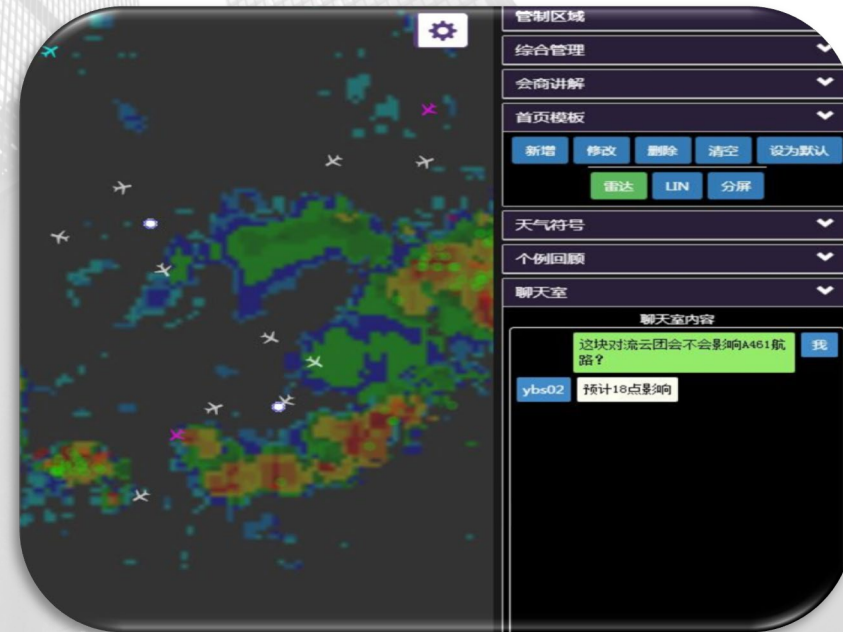 管制区域
综合管理
会商讲解
首页模板
新增 修改 删除 清空 设为默认
雷达 LIN 分屏
天气符号
个例回顾
聊天室
聊天室内容
这块对流云团会不会影响A461航
路？
我
ybs02 预计18点影响